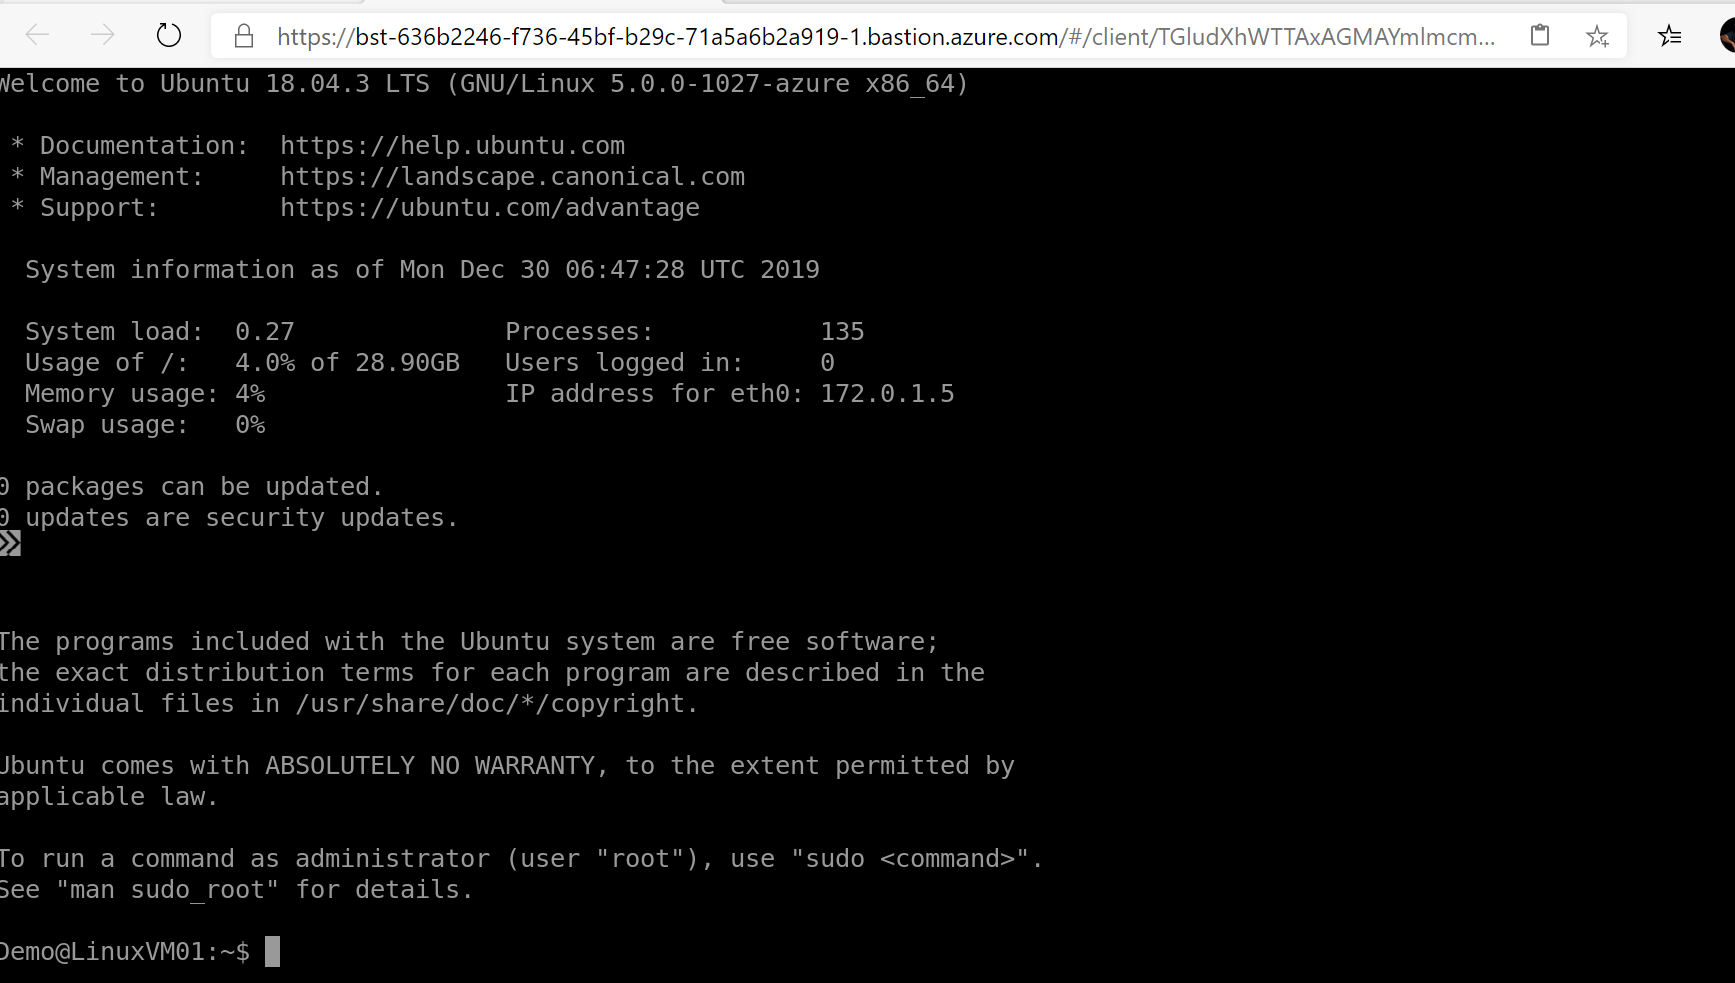 https://bst-636b2246-f736-45bf-b29c-71a5a6b2a919-1.bastion.azure.com/#/client/TGludXhWTTAxAGMAYmlmcm...
Welcome to Ubuntu 18.04.3 LTS (GNU/Linux 5.0.0-1027-azure x86_64)
* Documentation:  https://help.ubuntu.com
* Management:     https://landscape.canonical.com
* Support:        https://ubuntu.com/advantage
System information as of Mon Dec 30 06:47:28 UTC 2019
System load:  0.27              Processes:           135
Usage of /:   4.0% of 28.90GB   Users logged in:     0
Memory usage: 4%                IP address for eth0: 172.0.1.5
Swap usage:   0%
0 packages can be updated.
0 updates are security updates.
The programs included with the Ubuntu system are free software;
the exact distribution terms for each program are described in the
individual files in /usr/share/doc/*/copyright.
Ubuntu comes with ABSOLUTELY NO WARRANTY, to the extent permitted by
applicable law.
To run a command as administrator (user "root"), use "sudo <command>".
See "man sudo_root" for details.
Demo@LinuxVM01:~$